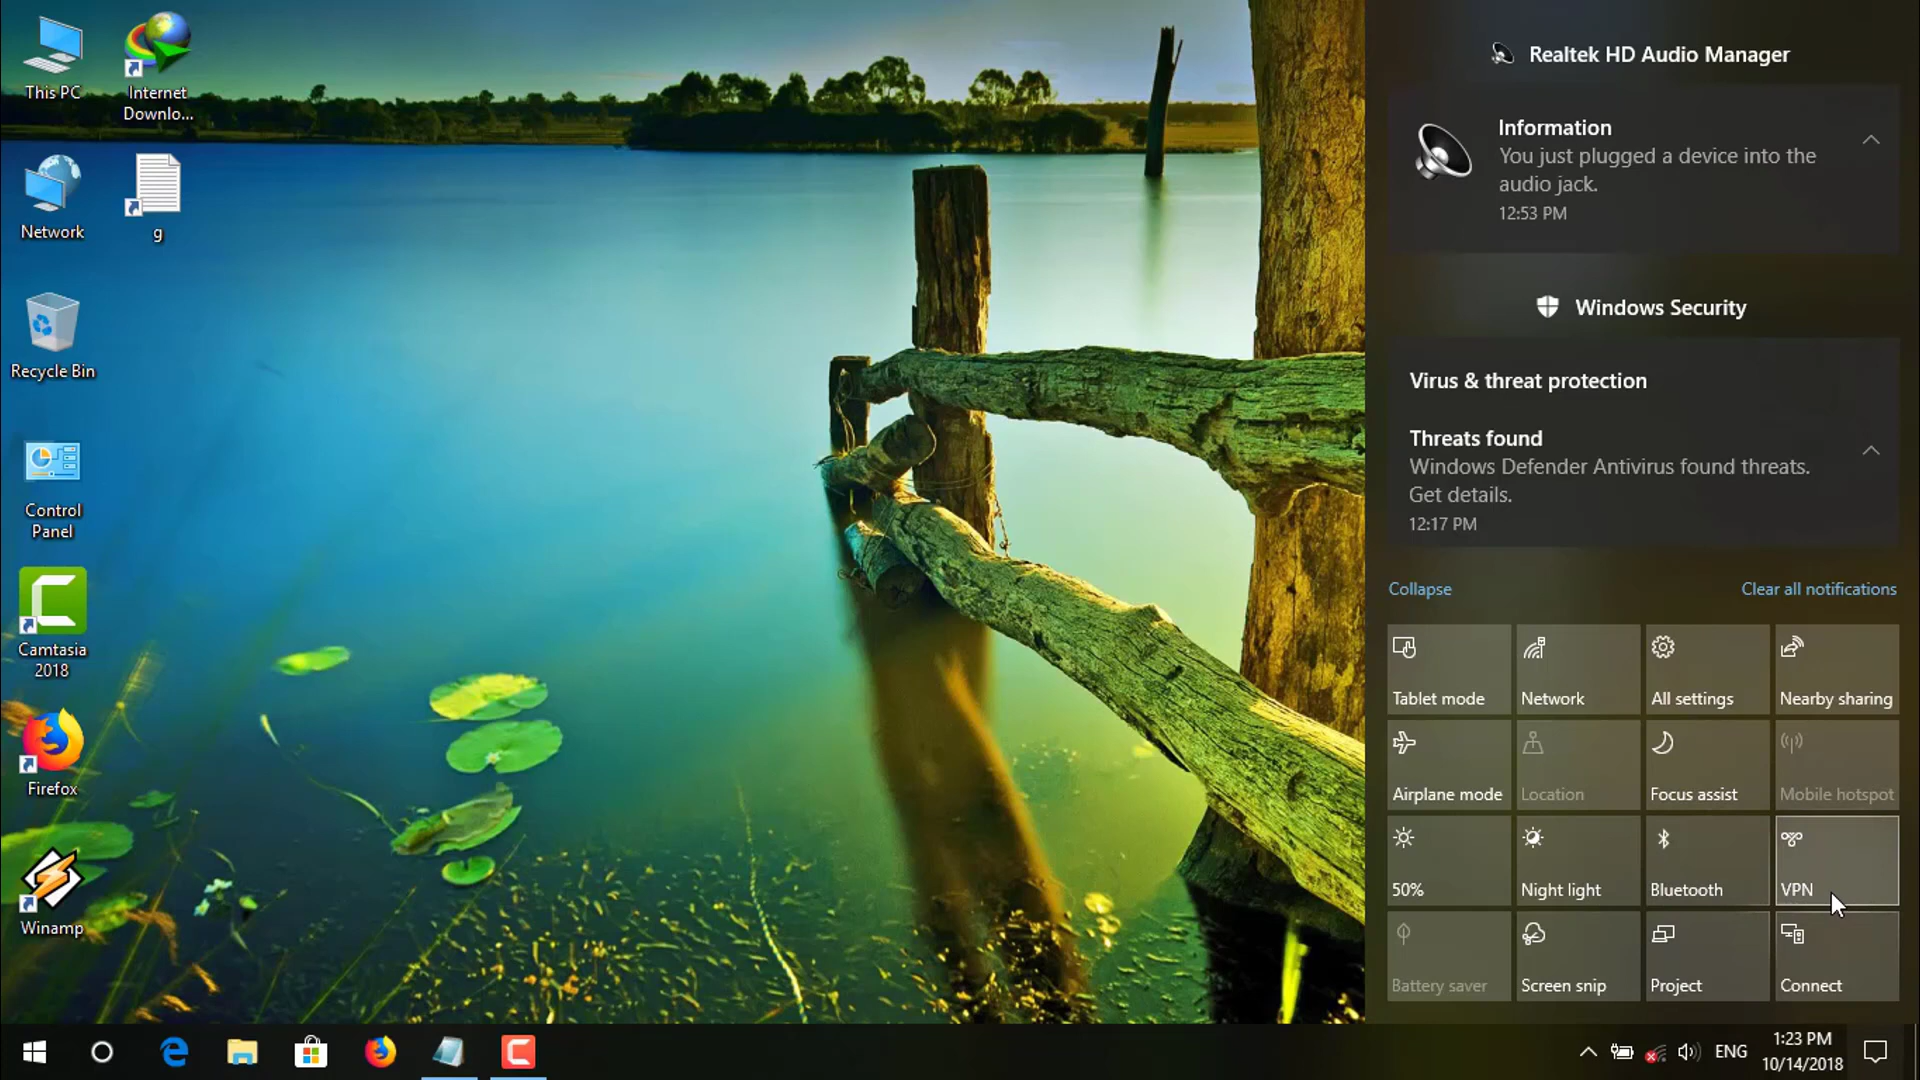 This PC
Internet
Downlo...
Network
g
Recycle Bin
Control
Panel
Camtasia
2018
Firefox
Winamp
Realtek HD Audio Manager
Information
You just plugged a device into the
audio jack.
12:53 PM
Windows Security
Virus & threat protection
Threats found
Windows Defender Antivirus found threats.
Get details.
12:17 PM
Collapse
Clear all notifications
Tablet mode
Network
All settings
Nearby sharing
Airplane mode
Location
Focus assist
Mobile hotspot
50%
Night light
Bluetooth
VPN
Battery saver
Screen snip
Project
Connect
ENG
1:23 PM
10/14/2018